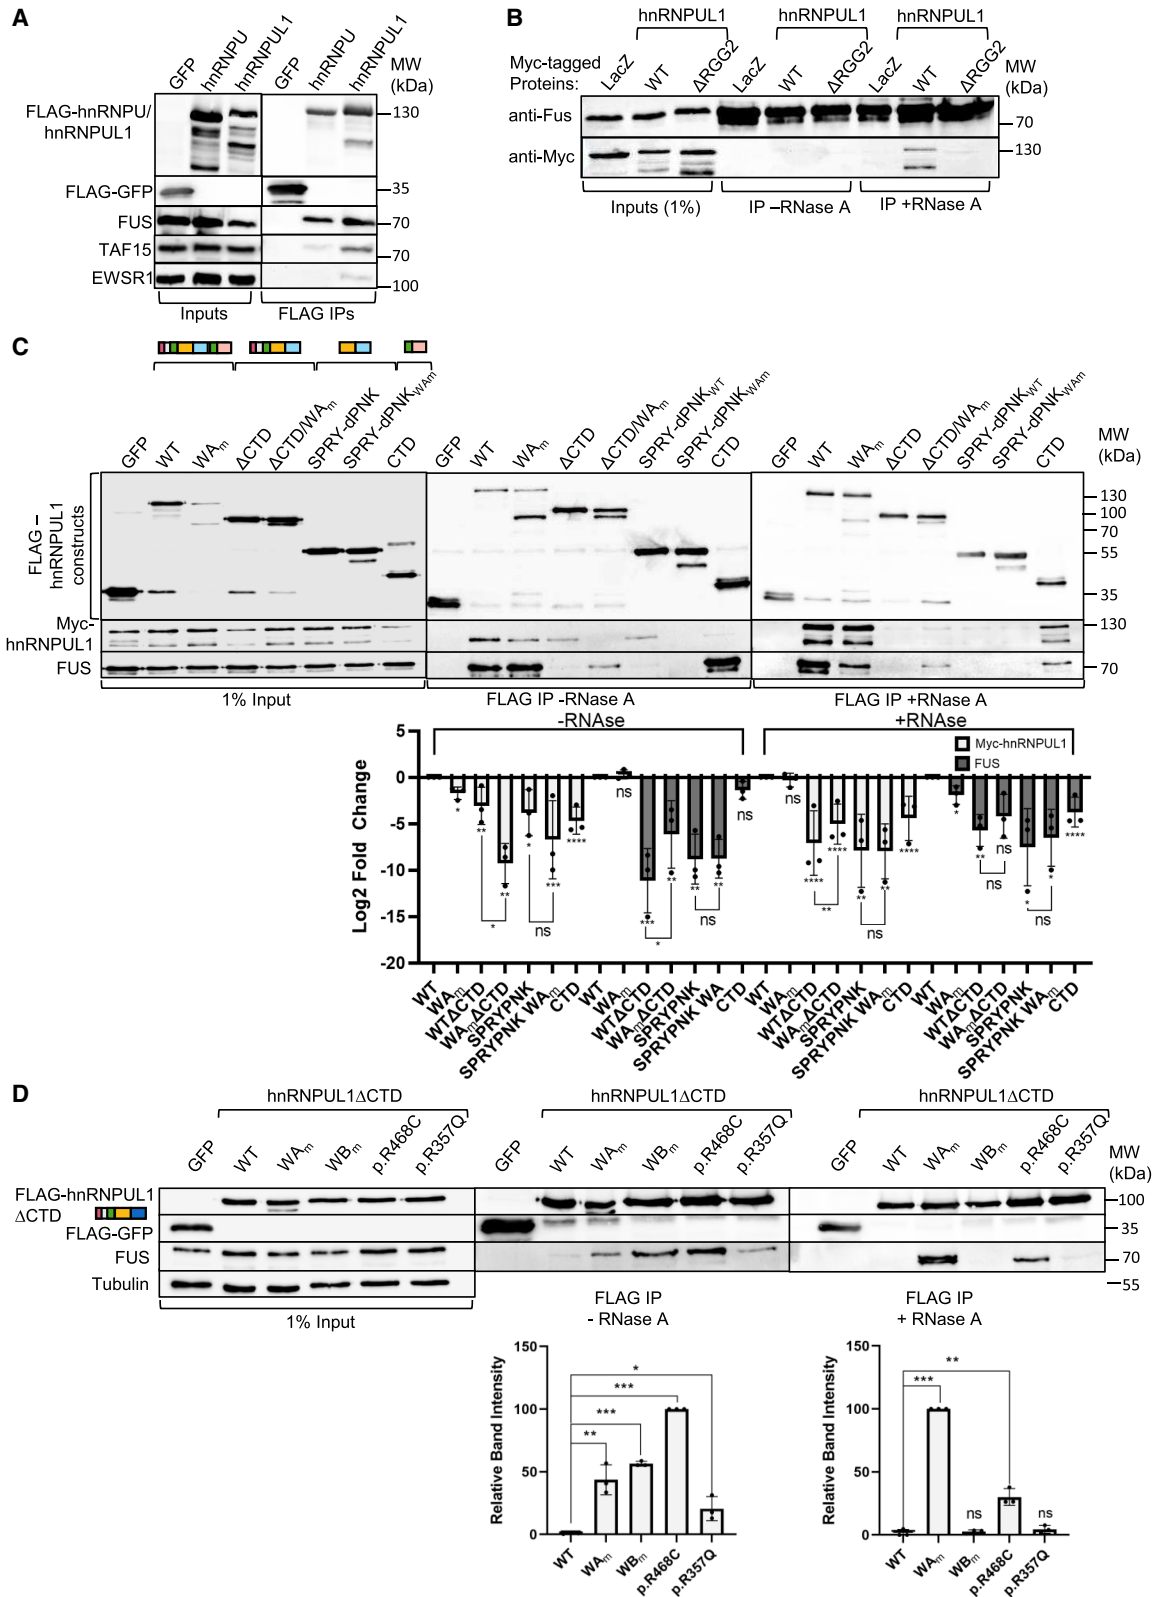 A
GFP
hnRNPU
hnRNPUL1
GFP
hnRNPU
hnRNPUL1
MW
(kDa)
FLAG-hnRNPU/
hnRNPUL1
130
FLAG-GFP
35
FUS
70
TAF15
70
EWSR1
100
Inputs
FLAG IPs
B
hnRNPUL1
hnRNPUL1
hnRNPUL1
Myc-tagged
Proteins:
LacZ
WT
ΔRGG2
LacZ
WT
ΔRGG2
LacZ
WT
ΔRGG2
MW
(kDa)
anti-Fus
70
anti-Myc
130
Inputs (1%)
IP –RNase A
IP +RNase A
C
GFP
WT
WAm
ΔCTD
ΔCTD/WAm
SPRY-dPNK
SPRY-dPNKWAm
CTD
GFP
WT
WAm
ΔCTD
ΔCTD/WAm
SPRY-dPNKWT
SPRY-dPNKWAm
CTD
GFP
WT
WAm
ΔCTD
ΔCTD/WAm
SPRY-dPNKWT
SPRY-dPNKWAm
CTD
MW
(kDa)
FLAG –
hnRNPUL1
constructs
130
100
70
55
35
Myc-
hnRNPUL1
130
FUS
70
1% Input
FLAG IP -RNase A
FLAG IP +RNase A
-RNAse
+RNAse
Myc-hnRNPUL1
FUS
Log2 Fold Change
5
0
-5
-10
-15
-20
* ** ** * * *** ns **** ns *** ** * ** ** ns ns
ns **** **** ** ** ** ns **** * ** ns ns * * ns ****
WT
WAm
WTΔCTD
WAmΔCTD
SPRYPNK
SPRYPNK WAm
CTD
WT
WAm
WTΔCTD
WAmΔCTD
SPRYPNK
SPRYPNK WA
CTD
WT
WAm
WTΔCTD
WAmΔCTD
SPRYPNK
SPRYPNK WAm
CTD
WT
WAm
WTΔCTD
WAmΔCTD
SPRYPNK
SPRYPNK WAm
CTD
D
hnRNPUL1ΔCTD
hnRNPUL1ΔCTD
hnRNPUL1ΔCTD
GFP
WT
WAm
WBm
p.R468C
p.R357Q
GFP
WT
WAm
WBm
p.R468C
p.R357Q
GFP
WT
WAm
WBm
p.R468C
p.R357Q
MW
(kDa)
FLAG-hnRNPUL1
ΔCTD
100
FLAG-GFP
35
FUS
70
Tubulin
55
1% Input
FLAG IP
- RNase A
FLAG IP
+ RNase A
Relative Band Intensity
150
100
50
0
*
***
***
**
WT
WAm
WBm
p.R468C
p.R357Q
Relative Band Intensity
150
100
50
0
**
***
ns
ns
WT
WAm
WBm
p.R468C
p.R357Q